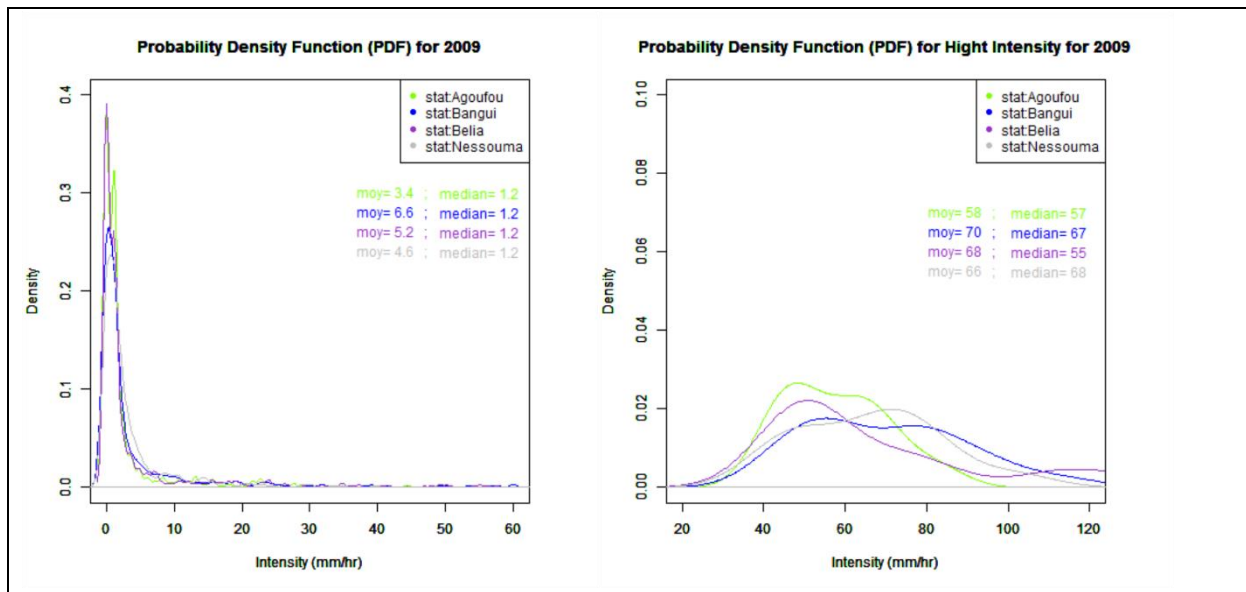 Probability Density Function (PDF) for 2009
stat:Agoufou
stat:Bangui
stat:Belia
stat:Nessouma
moy= 3.4 ; median= 1.2
moy= 6.6 ; median= 1.2
moy= 5.2 ; median= 1.2
moy= 4.6 ; median= 1.2
Density
0.4
0.3
0.2
0.1
0.0
0 10 20 30 40 50 60
Intensity (mm/hr)
Probability Density Function (PDF) for Hight Intensity for 2009
stat:Agoufou
stat:Bangui
stat:Belia
stat:Nessouma
moy= 58 ; median= 57
moy= 70 ; median= 67
moy= 68 ; median= 55
moy= 66 ; median= 68
Density
0.10
0.08
0.06
0.04
0.02
0.00
20 40 60 80 100 120
Intensity (mm/hr)